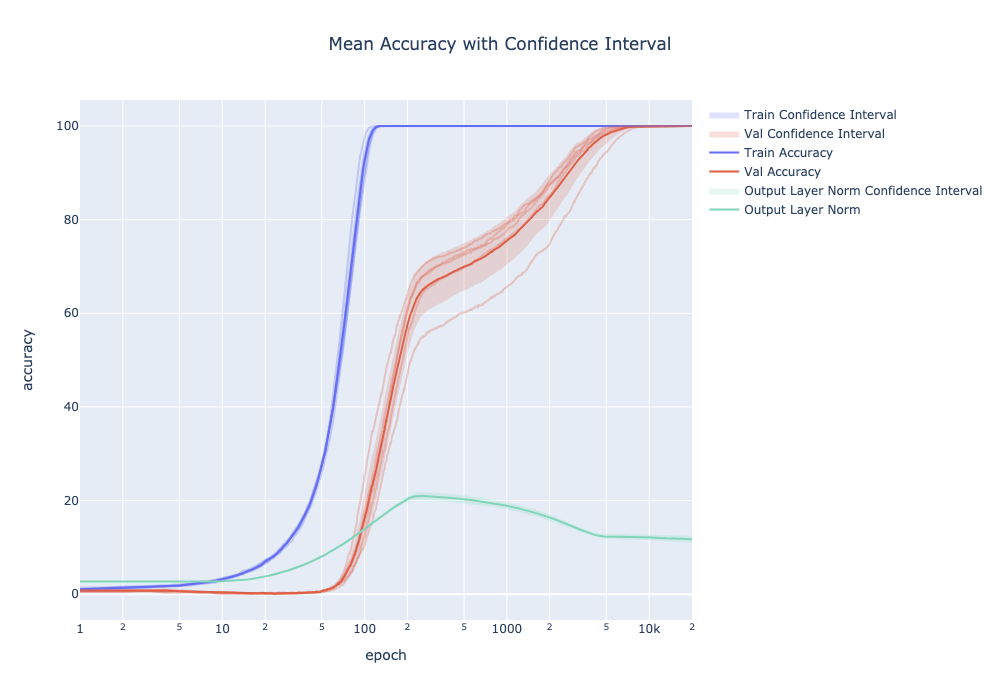 Mean Accuracy with Confidence Interval
Train Confidence Interval
Val Confidence Interval
Train Accuracy
Val Accuracy
Output Layer Norm Confidence Interval
Output Layer Norm
accuracy
100
80
60
40
20
0
1 2 5 10 2 5 100 2 5 1000 2 5 10k 2
epoch